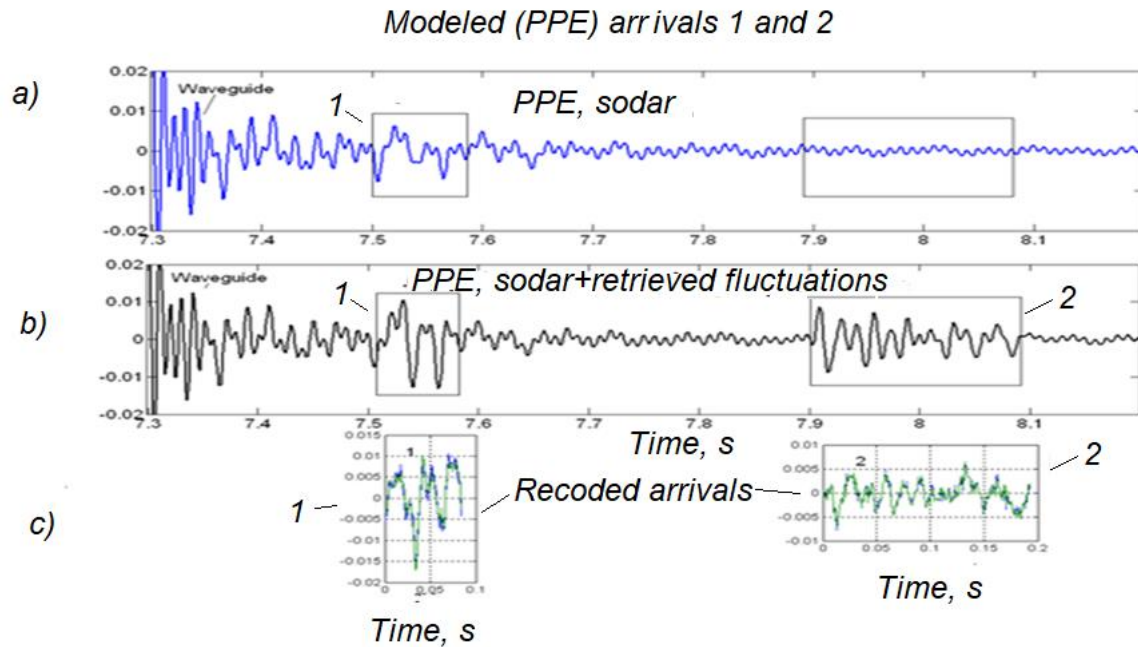 Modeled (PPE) arrivals 1 and 2
a)
0.02
0.01
0
-0.01
-0.02
Waveguide
1
PPE, sodar
7.3 7.4 7.5 7.6 7.7 7.8 7.9 8 8.1
b)
0.02
0.01
0
-0.01
-0.02
Waveguide
1
PPE, sodar+retrieved fluctuations
2
7.3 7.4 7.5 7.6 7.7 7.8 7.9 8 8.1
Time, s
c)
1
0.015
0.01
0.005
0
-0.005
-0.01
-0.015
-0.02
1
0 0.05 0.1
Time, s
Recoded arrivals
0.01
0.005
0
-0.005
-0.01
2
0 0.05 0.1 0.15 0.2
2
Time, s